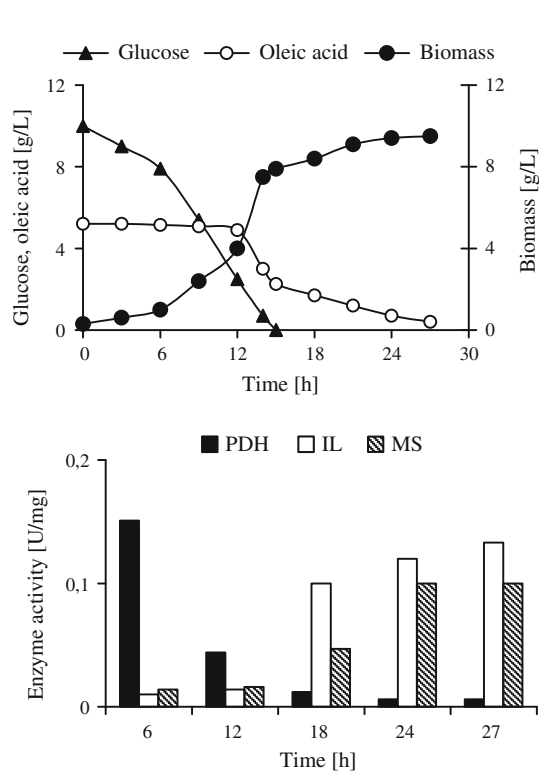 Glucose Oleic acid Biomass
12 12
8 8
4 4
0 0
Glucose, oleic acid [g/L]
Biomass [g/L]
0 6 12 18 24 30
Time [h]
PDH IL MS
0,2
0,1
0
Enzyme activity [U/mg]
6 12 18 24 27
Time [h]